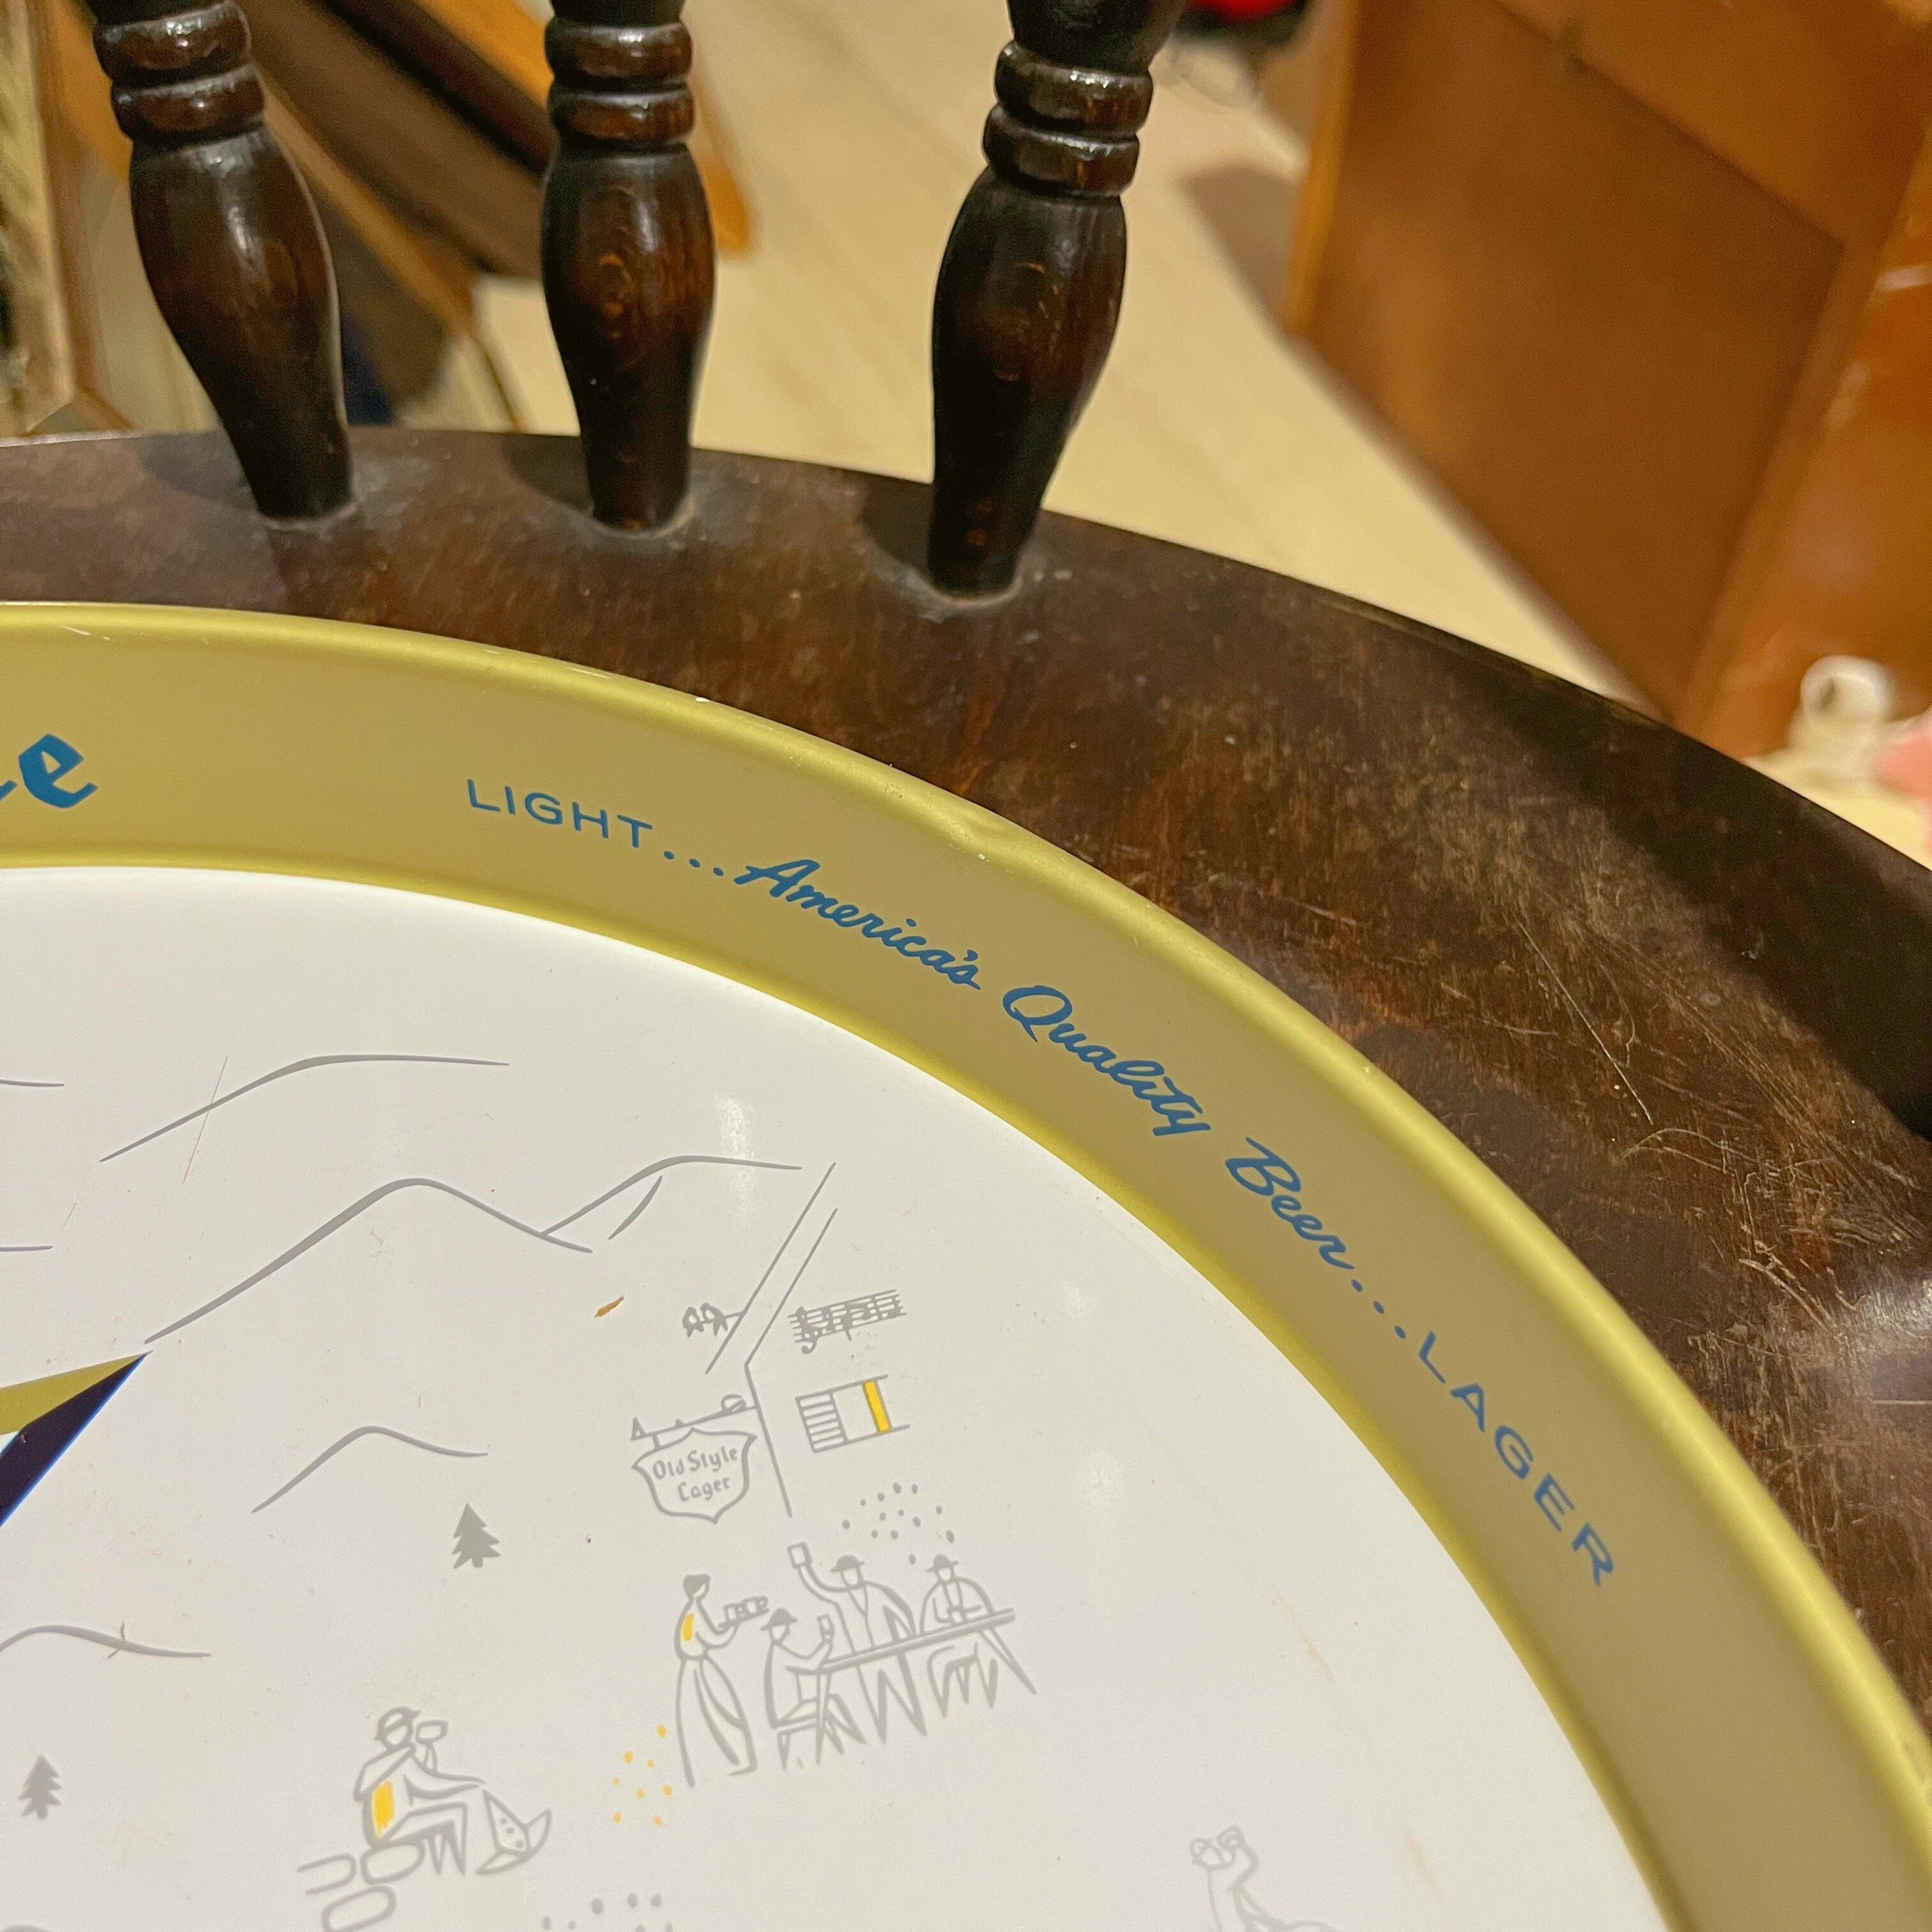 e
LIGHT...America's Quality Beer...LAGER
Old Style
Lager